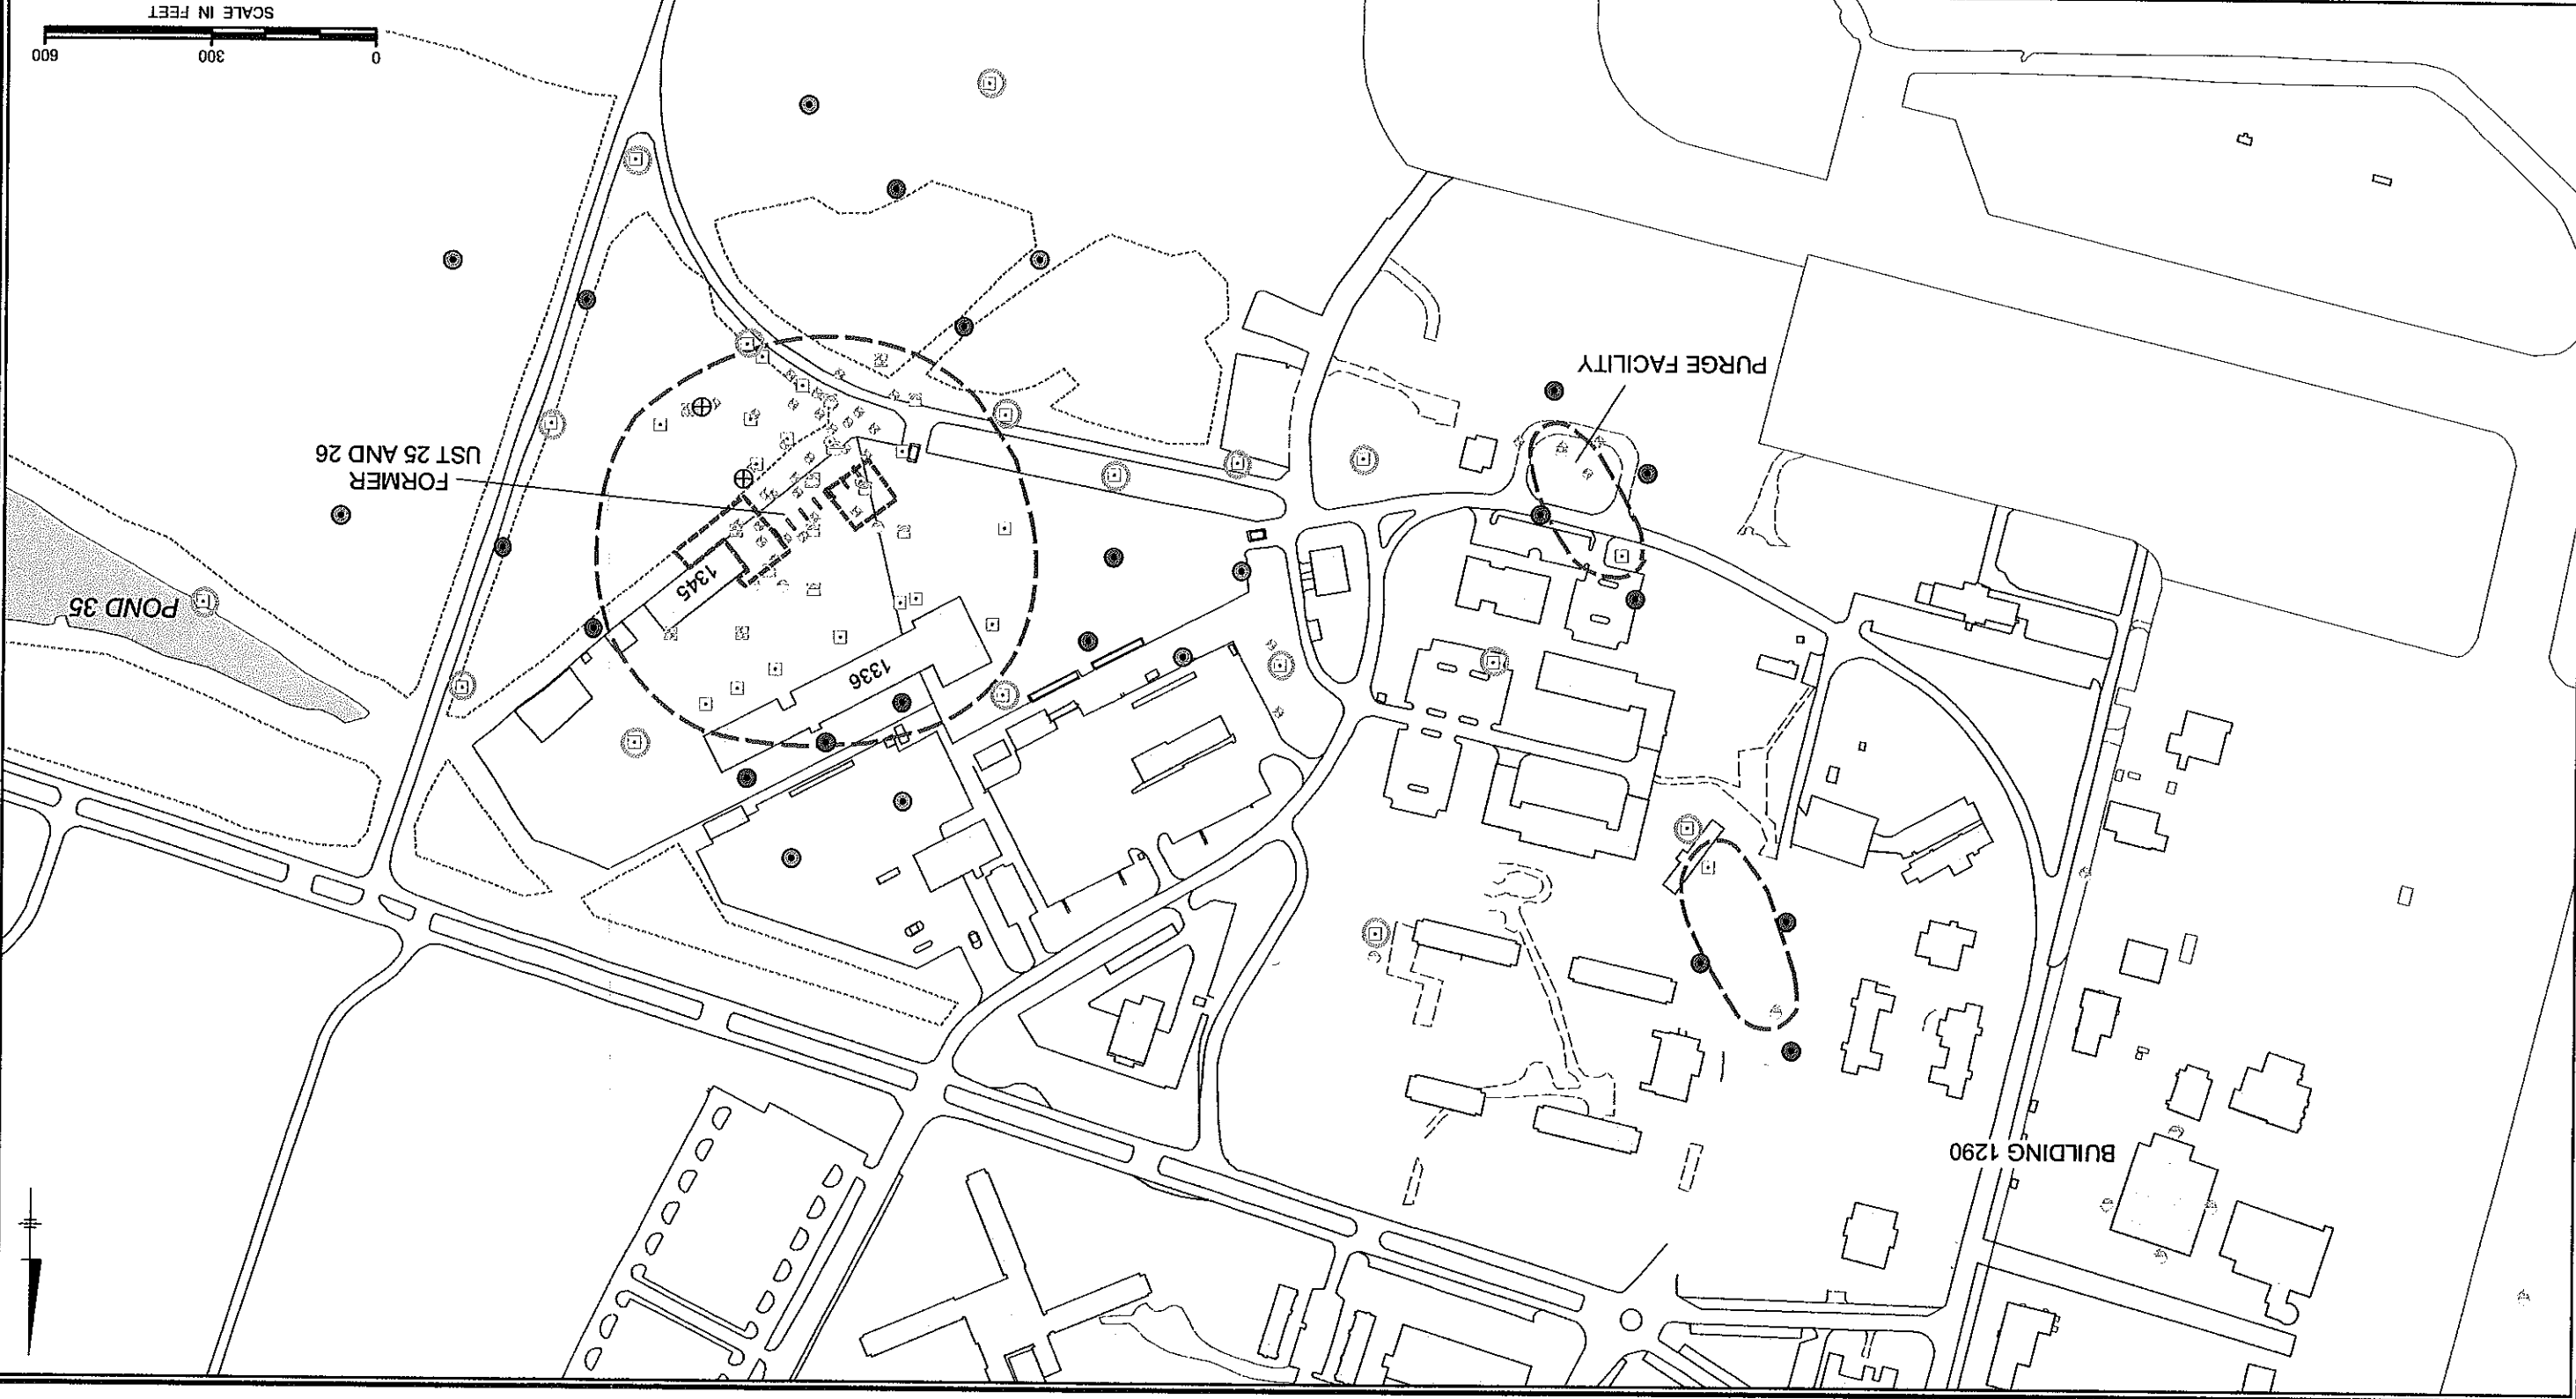 BUILDING 1290
1336
POND 35
1345
FORMER
UST 25 AND 26
PURGE FACILITY
0 300 600
SCALE IN FEET